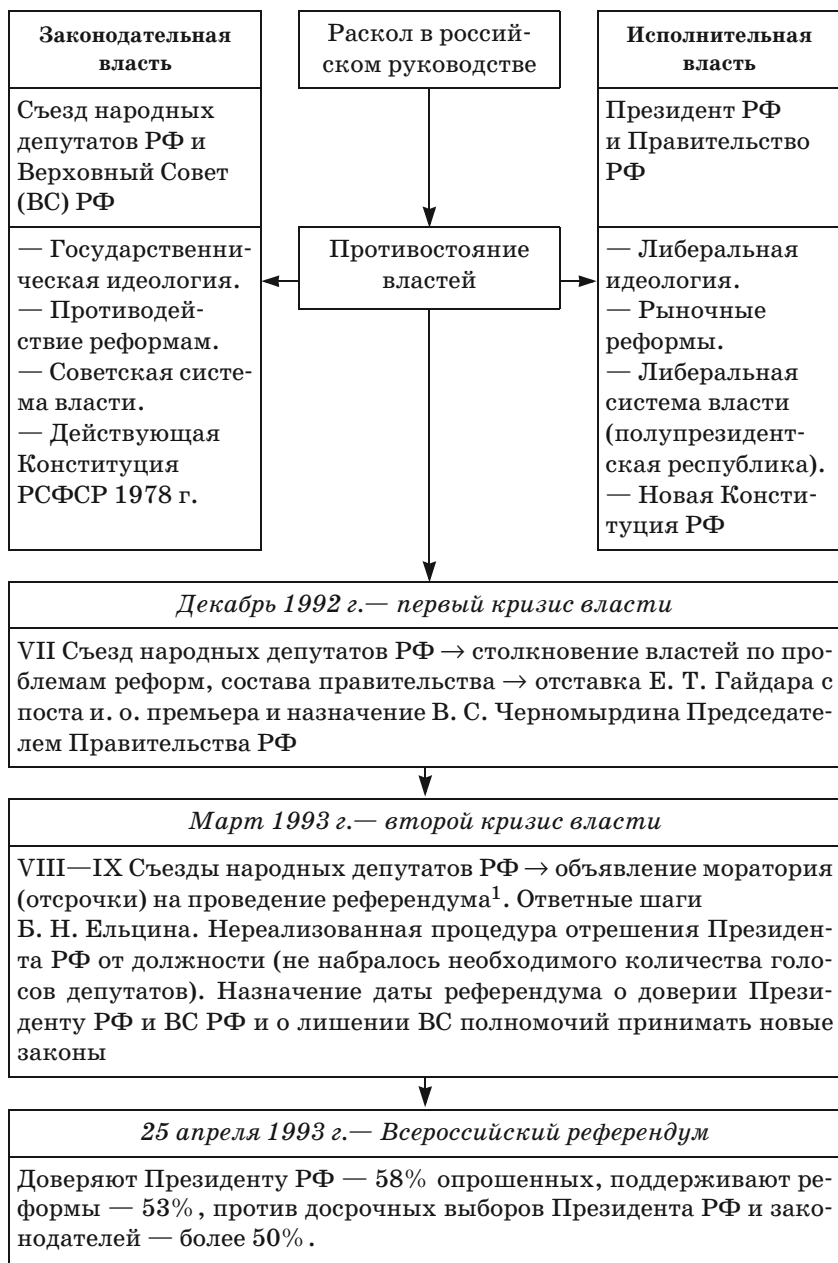 Законодательная
власть
Раскол в россий-
ском руководстве
Исполнительная
власть
Съезд народных
депутатов РФ и
Верховный Совет
(ВС) РФ
Президент РФ
и Правительство
РФ
— Государственни-
ческая идеология.
— Противодей-
ствие реформам.
— Советская систе-
ма власти.
— Действующая
Конституция
РСФСР 1978 г.
Противостояние
властей
— Либеральная
идеология.
— Рыночные
реформы.
— Либеральная
система власти
(полупрезидент-
ская республика).
— Новая Консти-
туция РФ
Декабрь 1992 г.— первый кризис власти
VII Съезд народных депутатов РФ → столкновение властей по про-
блемам реформ, состава правительства → отставка Е. Т. Гайдара с
поста и. о. премьера и назначение В. С. Черномырдина Председате-
лем Правительства РФ
Март 1993 г.— второй кризис власти
VIII—IX Съезды народных депутатов РФ → объявление моратория
(отсрочки) на проведение референдума¹. Ответные шаги
Б. Н. Ельцина. Нереализованная процедура отрешения Президен-
та РФ от должности (не набралось необходимого количества голо-
сов депутатов). Назначение даты референдума о доверии Прези-
денту РФ и ВС РФ и о лишении ВС полномочий принимать новые
законы
25 апреля 1993 г.— Всероссийский референдум
Доверяют Президенту РФ — 58% опрошенных, поддерживают ре-
формы — 53%, против досрочных выборов Президента РФ и зако-
нодателей — более 50%.